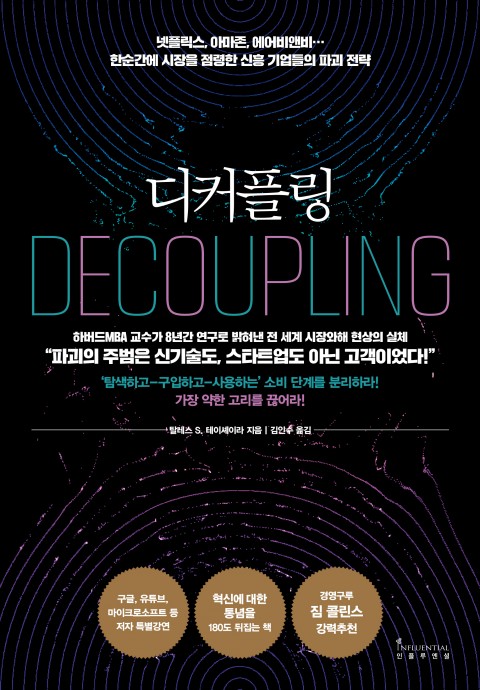 넷플릭스, 아마존, 에어비앤비…
한순간에 시장을 점령한 신흥 기업들의 파괴 전략
디커플링
DECOUPLING
하버드MBA 교수가 8년간 연구로 밝혀낸 전 세계 시장와해 현상의 실체
“파괴의 주범은 신기술도, 스타트업도 아닌 고객이었다!”
‘탐색하고–구입하고–사용하는’ 소비 단계를 분리하라!
가장 약한 고리를 끊어라!
탈레스 S. 테이셰이라 지음 | 김인수 옮김
구글, 유튜브,
마이크로소프트 등
저자 특별강연
혁신에 대한
통념을
180도 뒤집는 책
경영구루
짐 콜린스
강력추천
INFLUENTIAL
인플루엔셜